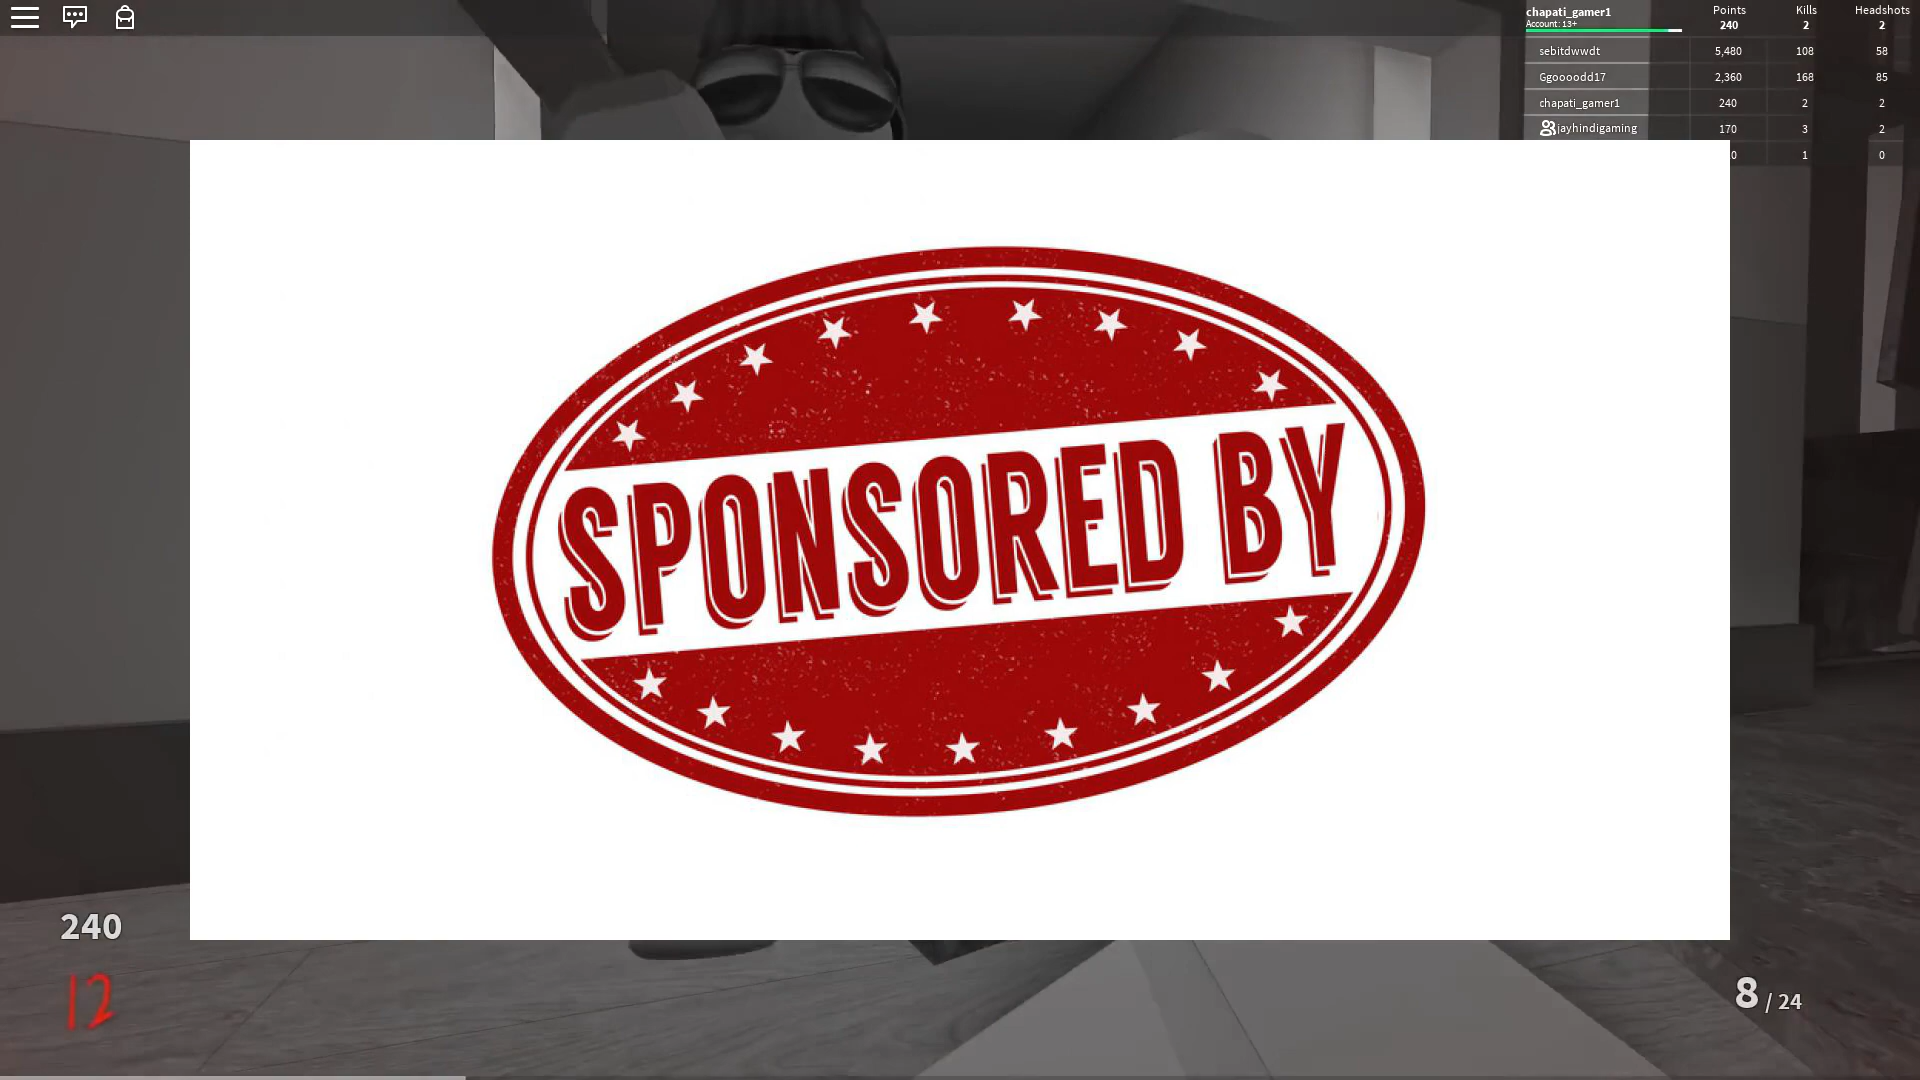 chapati_gamer1
Account: 13+
Points Kills Headshots
240 2 2
sebitdwwdt 5,480 108 58
Ggoooodd17 2,360 168 85
chapati_gamer1 240 2 2
jayhindigaming 170 3 2
0 1 0
SPONSORED BY
240
12
8 / 24